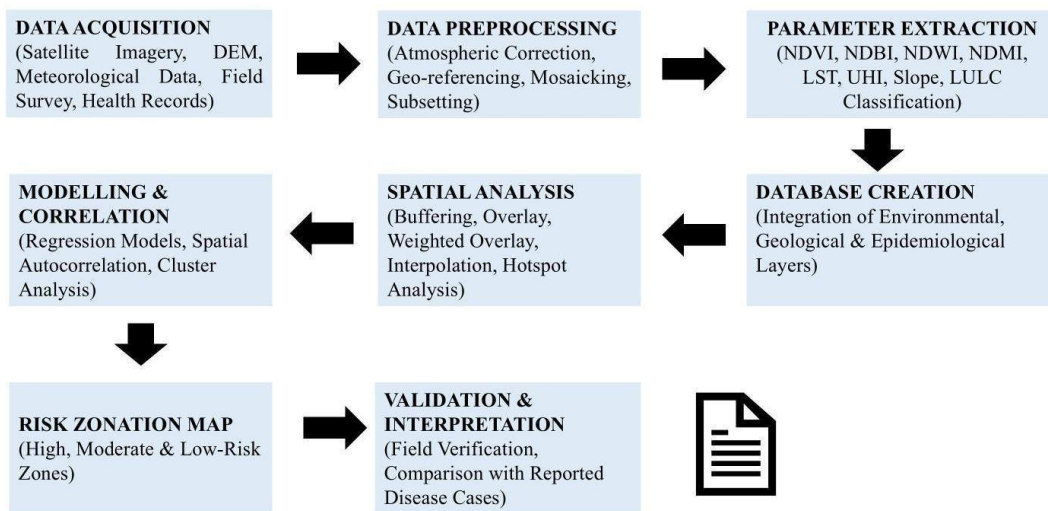 DATA ACQUISITION
(Satellite Imagery, DEM,
Meteorological Data, Field
Survey, Health Records)
DATA PREPROCESSING
(Atmospheric Correction,
Geo-referencing, Mosaicking,
Subsetting)
PARAMETER EXTRACTION
(NDVI, NDBI, NDWI, NDMI,
LST, UHI, Slope, LULC
Classification)
DATABASE CREATION
(Integration of Environmental,
Geological & Epidemiological
Layers)
SPATIAL ANALYSIS
(Buffering, Overlay,
Weighted Overlay,
Interpolation, Hotspot
Analysis)
MODELLING &
CORRELATION
(Regression Models, Spatial
Autocorrelation, Cluster
Analysis)
RISK ZONATION MAP
(High, Moderate & Low-Risk
Zones)
VALIDATION &
INTERPRETATION
(Field Verification,
Comparison with Reported
Disease Cases)